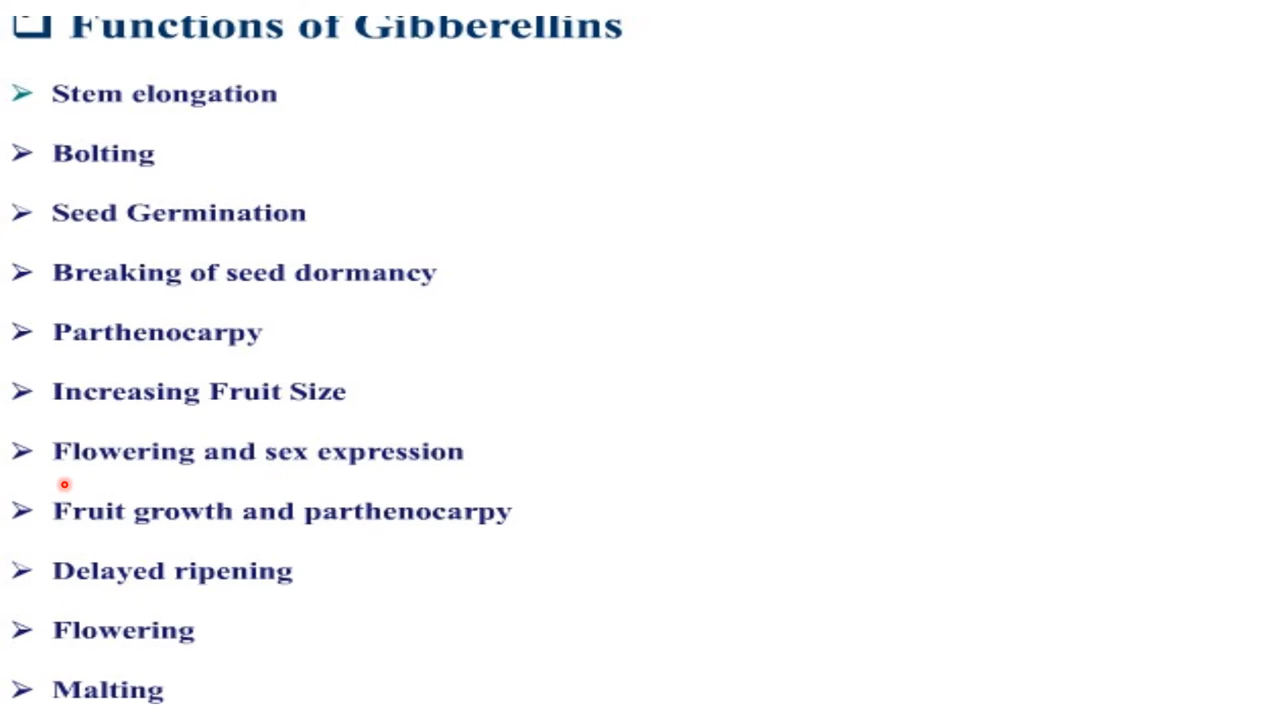 ❑ Functions of Gibberellins
➢ Stem elongation
➢ Bolting
➢ Seed Germination
➢ Breaking of seed dormancy
➢ Parthenocarpy
➢ Increasing Fruit Size
➢ Flowering and sex expression
➢ Fruit growth and parthenocarpy
➢ Delayed ripening
➢ Flowering
➢ Malting